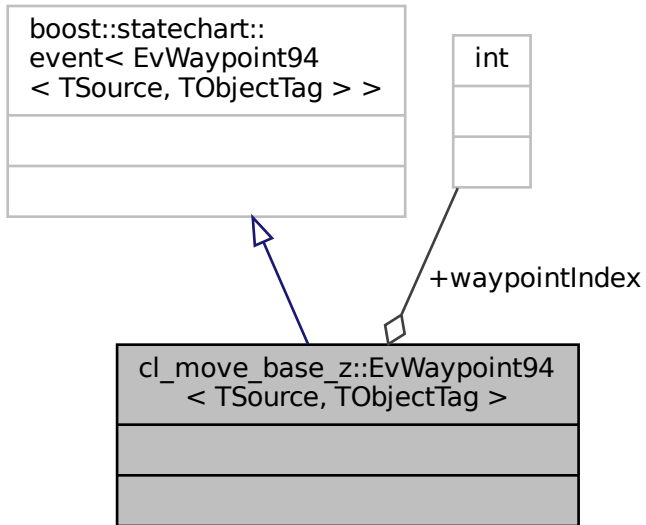 boost::statechart::
event< EvWaypoint94
< TSource, TObjectTag > >
int
+waypointIndex
cl_move_base_z::EvWaypoint94
< TSource, TObjectTag >